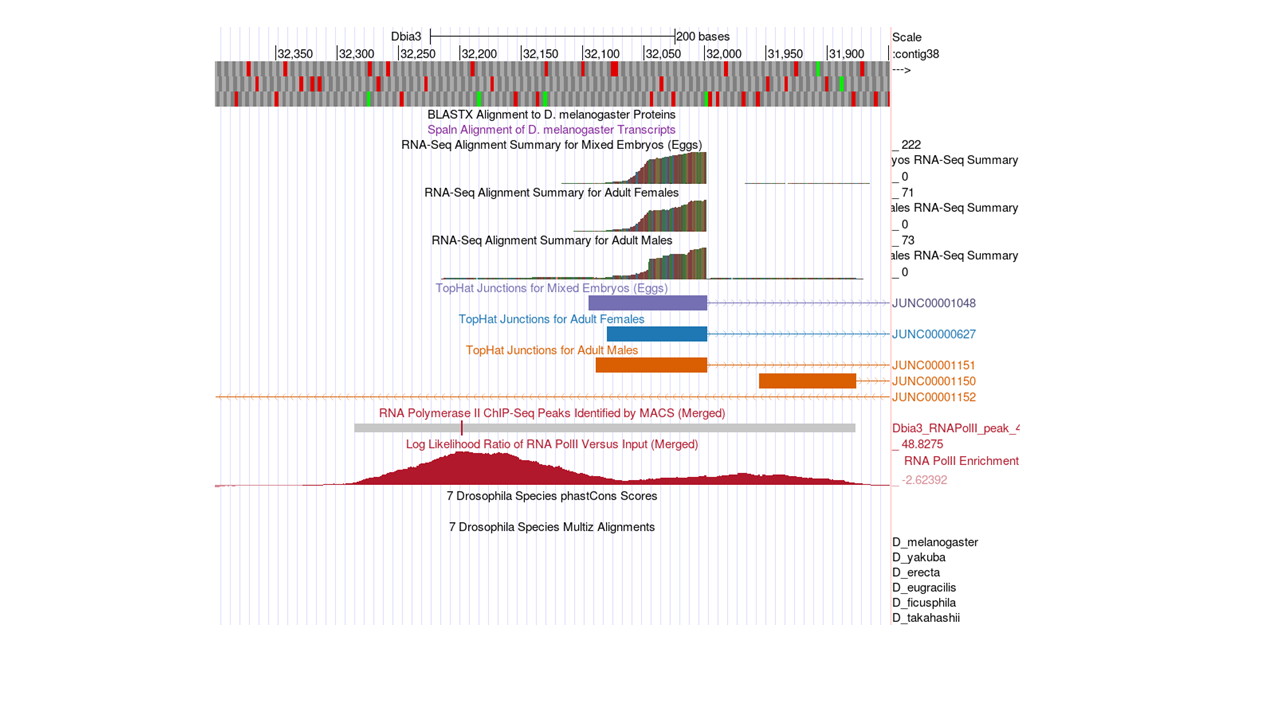 Dbia3 200 bases Scale
32,350 32,300 32,250 32,200 32,150 32,100 32,050 32,000 31,950 31,900 :contig38
--->
BLASTX Alignment to D. melanogaster Proteins
Spaln Alignment of D. melanogaster Transcripts
RNA-Seq Alignment Summary for Mixed Embryos (Eggs)
222
yos RNA-Seq Summary
0
RNA-Seq Alignment Summary for Adult Females
71
ales RNA-Seq Summary
0
RNA-Seq Alignment Summary for Adult Males
73
ales RNA-Seq Summary
0
TopHat Junctions for Mixed Embryos (Eggs)
JUNC00001048
TopHat Junctions for Adult Females
JUNC00000627
TopHat Junctions for Adult Males
JUNC00001151
JUNC00001150
JUNC00001152
RNA Polymerase II ChIP-Seq Peaks Identified by MACS (Merged)
Dbia3_RNAPolII_peak_4
Log Likelihood Ratio of RNA PolII Versus Input (Merged)
48.8275
RNA PolII Enrichment
-2.62392
7 Drosophila Species phastCons Scores
7 Drosophila Species Multiz Alignments
D_melanogaster
D_yakuba
D_erecta
D_eugracilis
D_ficusphila
D_takahashii